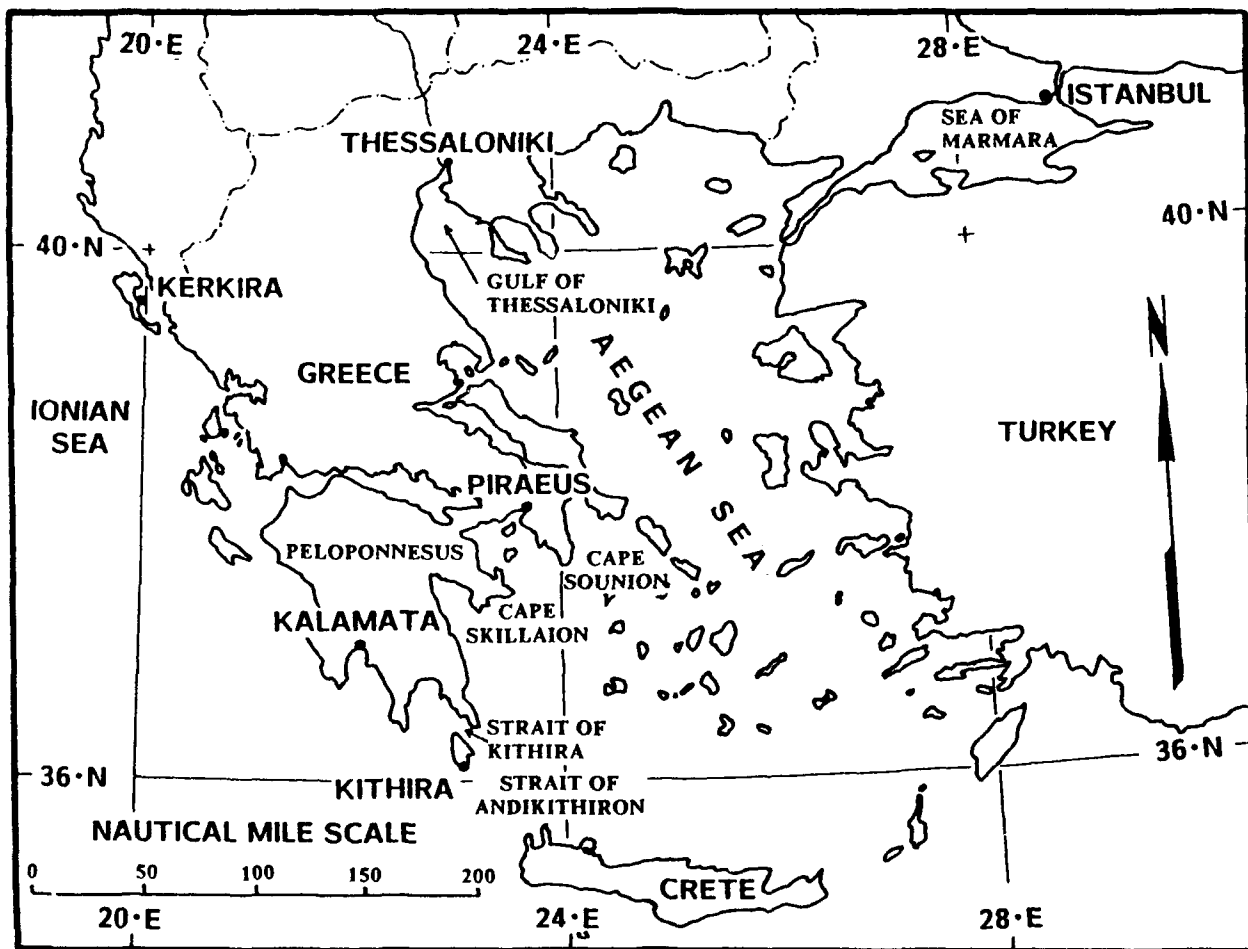 20·E
24·E
28·E
ISTANBUL
SEA OF
MARMARA
THESSALONIKI
40·N
40·N
KERKIRA
GULF OF
THESSALONIKI
N
GREECE
AEGEAN SEA
IONIAN
SEA
TURKEY
PIRAEUS
PELOPONNESUS
CAPE
SOUNION
CAPE
SKILLAION
KALAMATA
STRAIT OF
KITHIRA
36·N
36·N
KITHIRA
STRAIT OF
ANDIKITHIRON
NAUTICAL MILE SCALE
0 50 100 150 200
CRETE
20·E
24·E
28·E